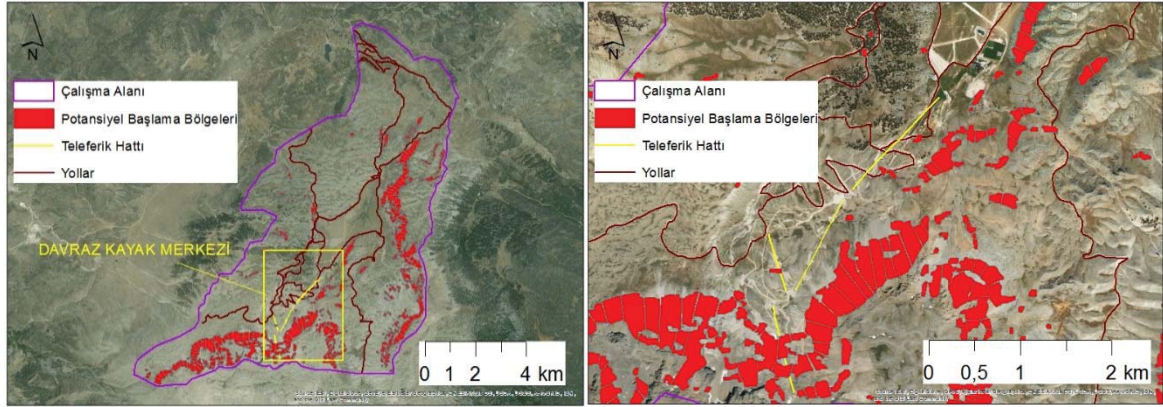 N
Çalışma Alanı
Potansiyel Başlama Bölgeleri
Teleferik Hattı
Yollar
DAVRAZ KAYAK MERKEZİ
0 1 2 4 km
N
Çalışma Alanı
Potansiyel Başlama Bölgeleri
Teleferik Hattı
Yollar
0 0,5 1 2 km